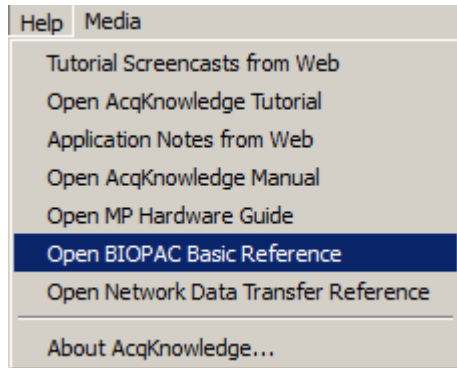 Help Media
Tutorial Screencasts from Web
Open AcqKnowledge Tutorial
Application Notes from Web
Open AcqKnowledge Manual
Open MP Hardware Guide
Open BIOPAC Basic Reference
Open Network Data Transfer Reference
About AcqKnowledge...